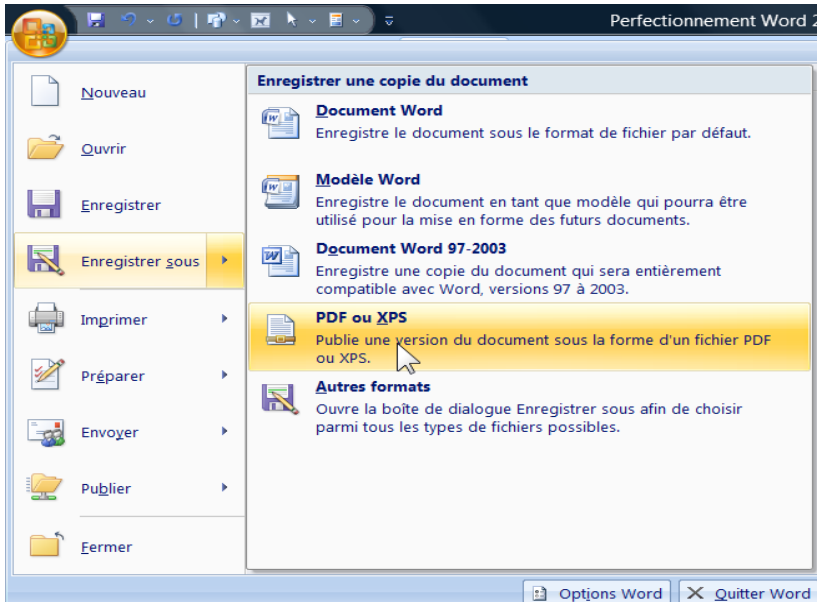 Perfectionnement Word 2
Nouveau
Ouvrir
Enregistrer
Enregistrer sous
Imprimer
Préparer
Envoyer
Publier
Fermer
Enregistrer une copie du document
Document Word
Enregistre le document sous le format de fichier par défaut.
Modèle Word
Enregistre le document en tant que modèle qui pourra être
utilisé pour la mise en forme des futurs documents.
Document Word 97-2003
Enregistre une copie du document qui sera entièrement
compatible avec Word, versions 97 à 2003.
PDF ou XPS
Publie une version du document sous la forme d'un fichier PDF
ou XPS.
Autres formats
Ouvre la boîte de dialogue Enregistrer sous afin de choisir
parmi tous les types de fichiers possibles.
Options Word
Quitter Word